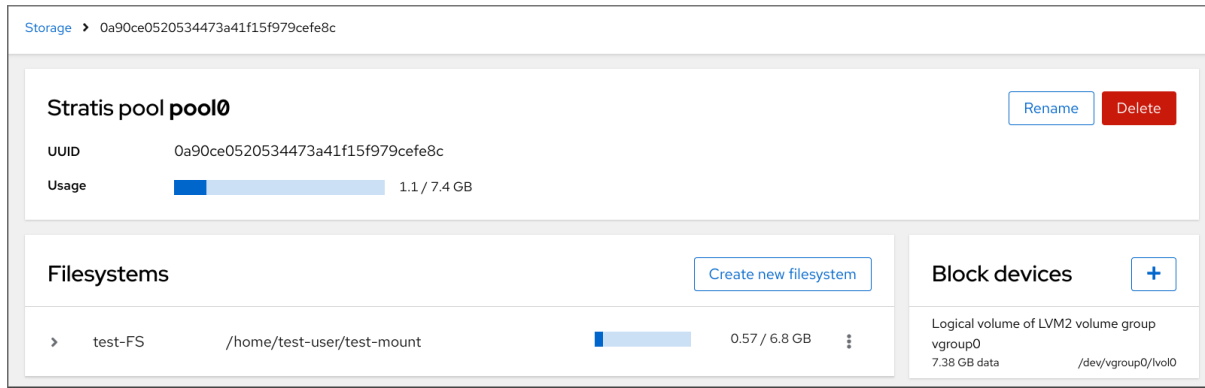 Storage > 0a90ce0520534473a41f15f979cefe8c
Stratis pool pool0
Rename
Delete
UUID 0a90ce0520534473a41f15f979cefe8c
Usage 1.1 / 7.4 GB
Filesystems
Create new filesystem
> test-FS /home/test-user/test-mount 0.57 / 6.8 GB
Block devices
+
Logical volume of LVM2 volume group
vgroup0
7.38 GB data /dev/vgroup0/lvol0